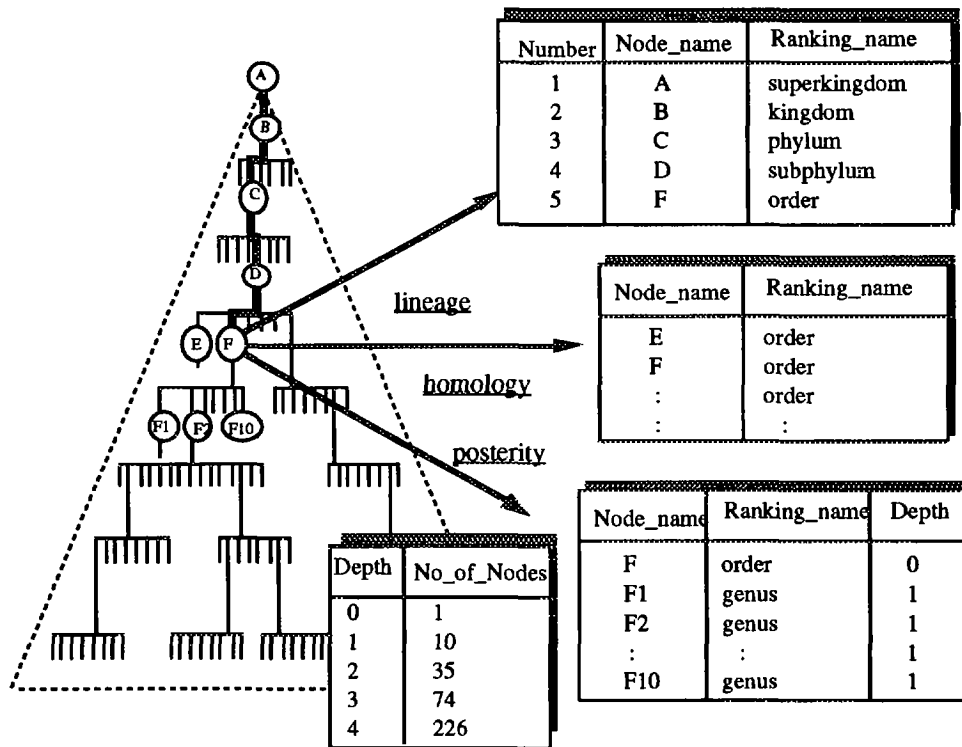 A
B
C
D
E
F
F1
F2
F10
lineage
homology
posterity
Number Node_name Ranking_name
1 A superkingdom
2 B kingdom
3 C phylum
4 D subphylum
5 F order
Node_name Ranking_name
E order
F order
: order
: :
Node_name Ranking_name Depth
F order 0
F1 genus 1
F2 genus 1
: : 1
F10 genus 1
Depth No_of_Nodes
0 1
1 10
2 35
3 74
4 226